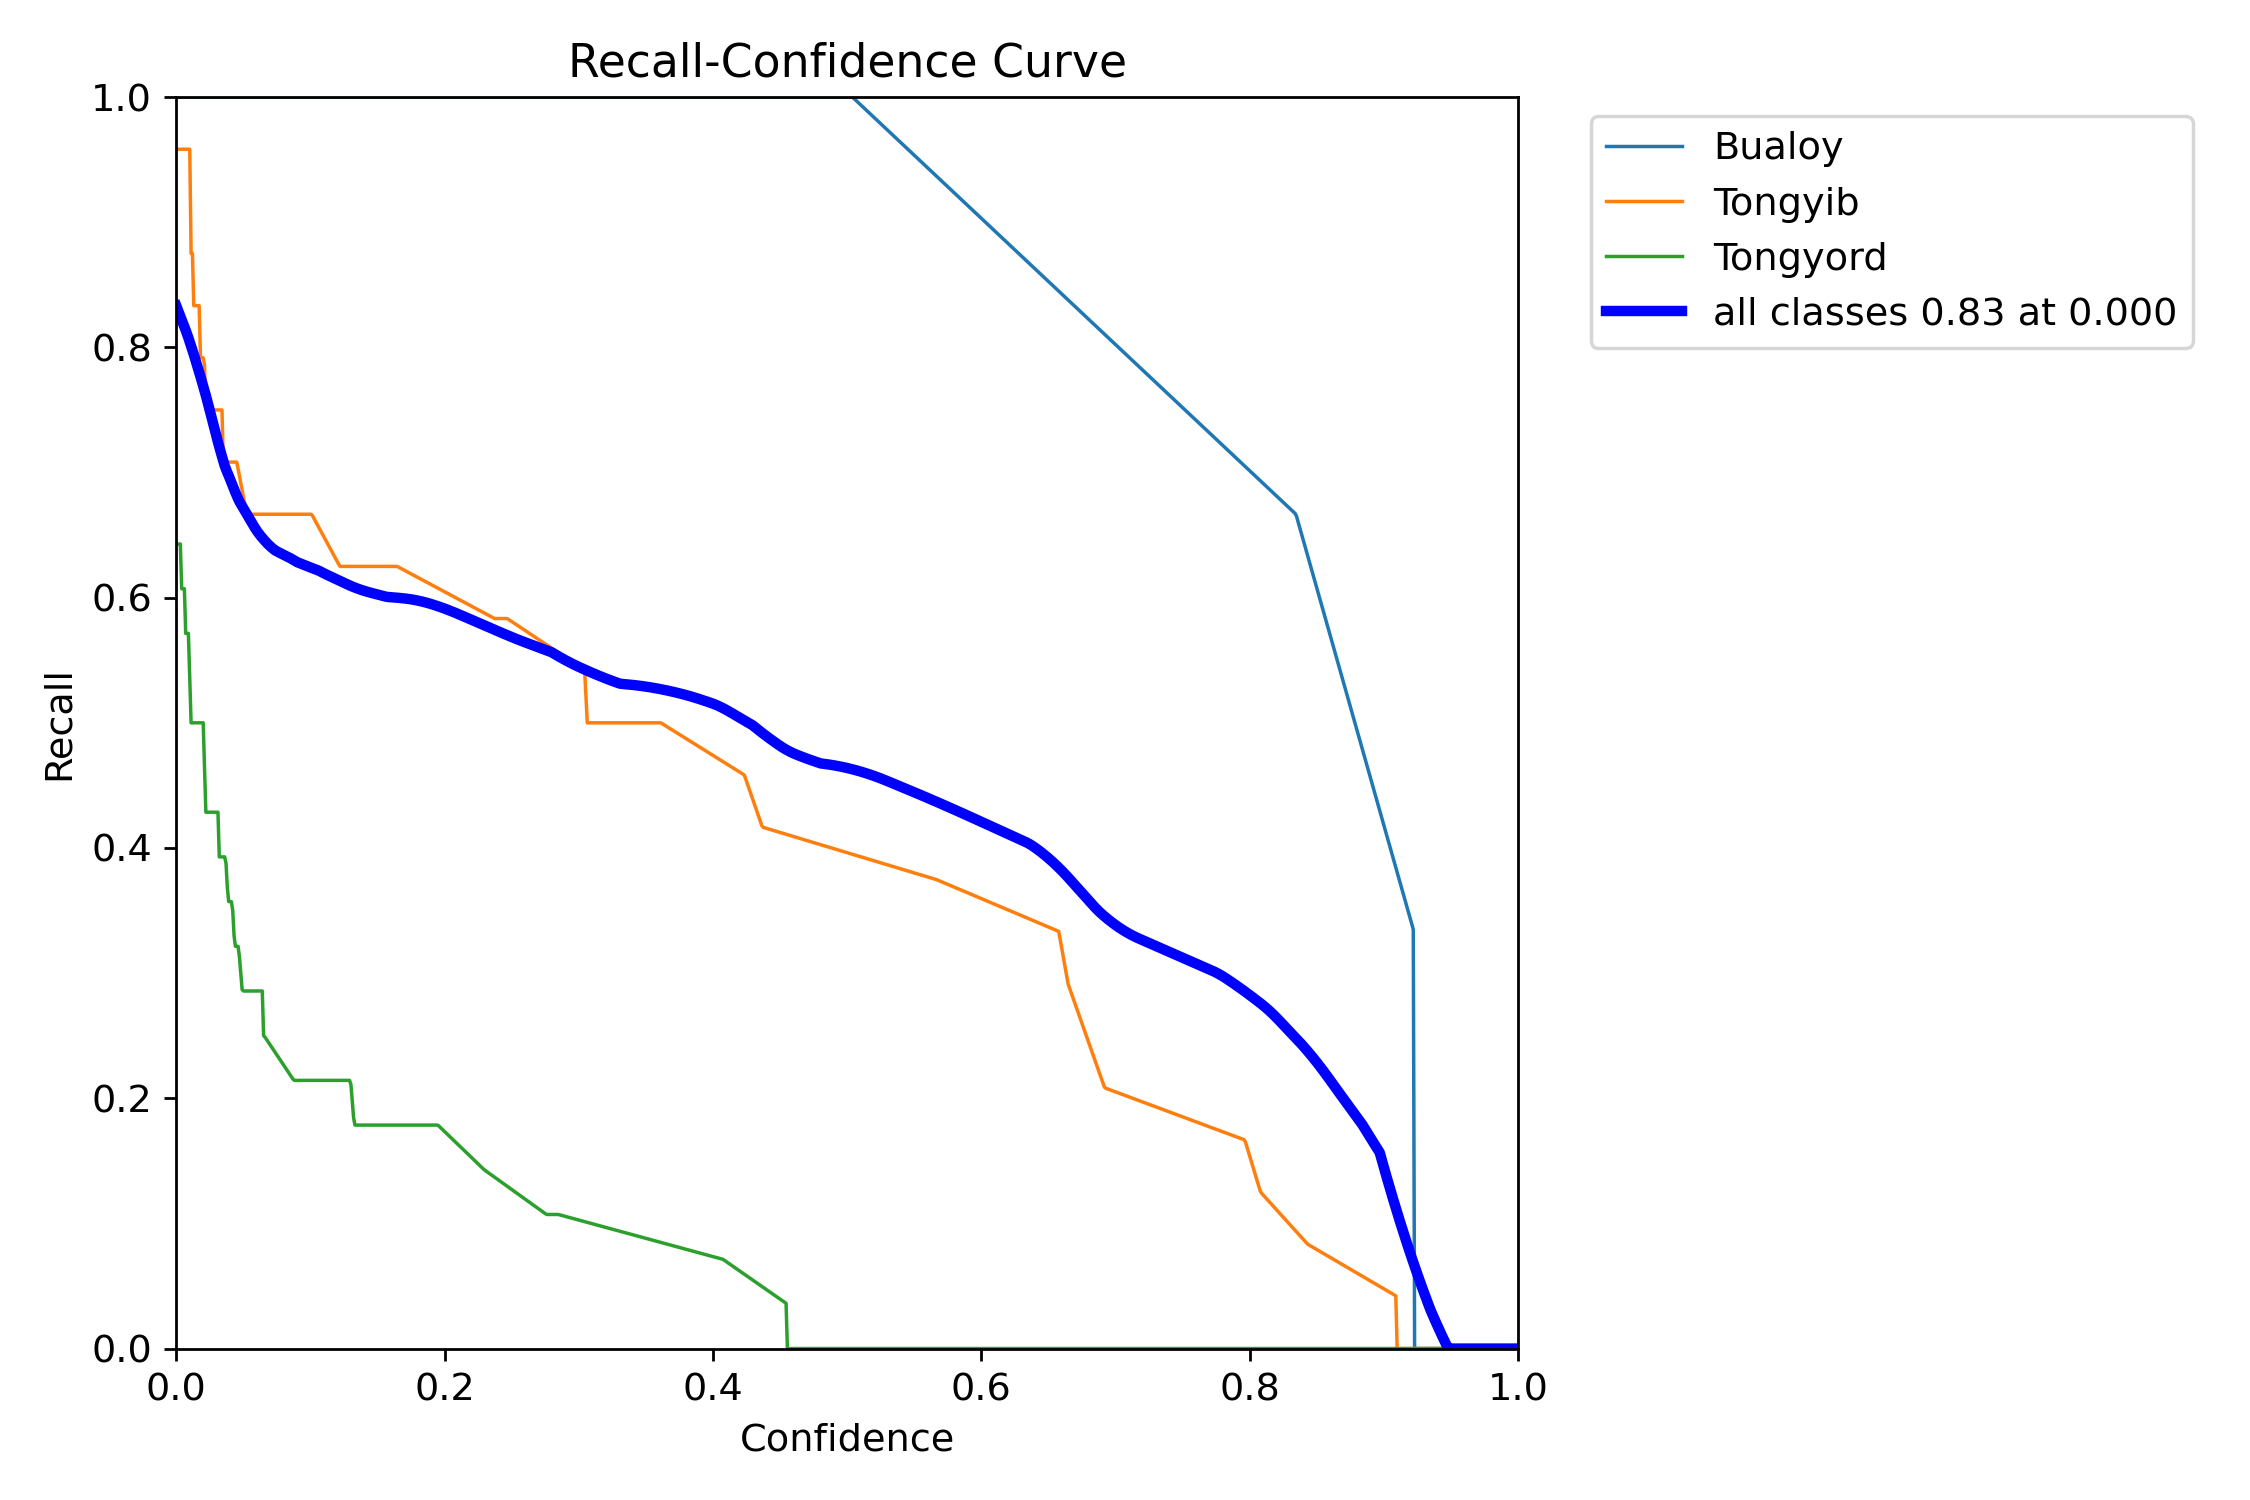 Recall-Confidence Curve
1.0
0.8
0.6
0.4
0.2
0.0
Recall
0.0 0.2 0.4 0.6 0.8 1.0
Confidence
Bualoy
Tongyib
Tongyord
all classes 0.83 at 0.000